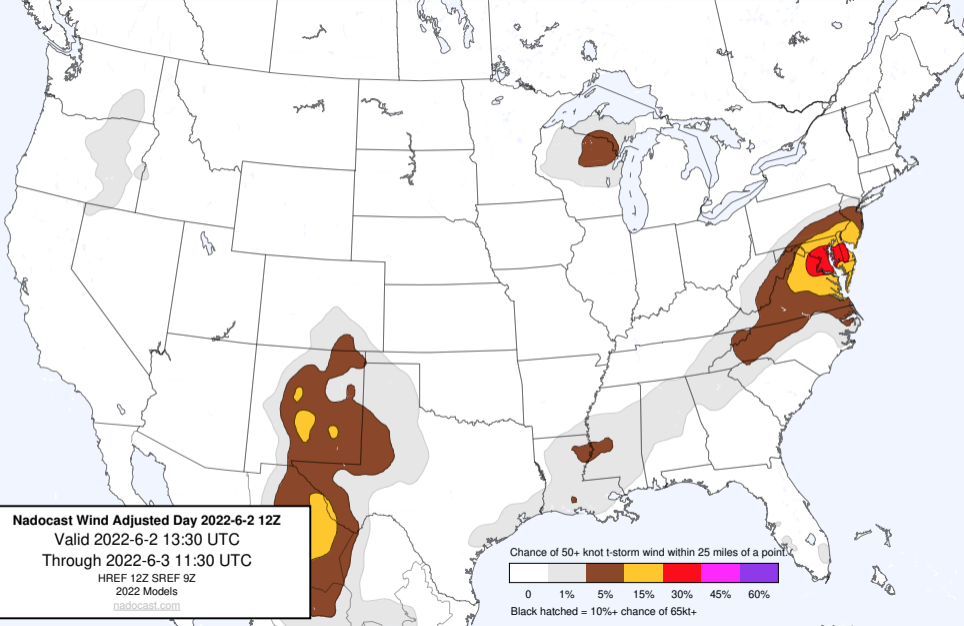 Nadocast Wind Adjusted Day 2022-6-2 12Z
Valid 2022-6-2 13:30 UTC
Through 2022-6-3 11:30 UTC
HREF 12Z SREF 9Z
2022 Models
nadocast.com
Chance of 50+ knot t-storm wind within 25 miles of a point.
0 1% 5% 15% 30% 45% 60%
Black hatched = 10%+ chance of 65kt+